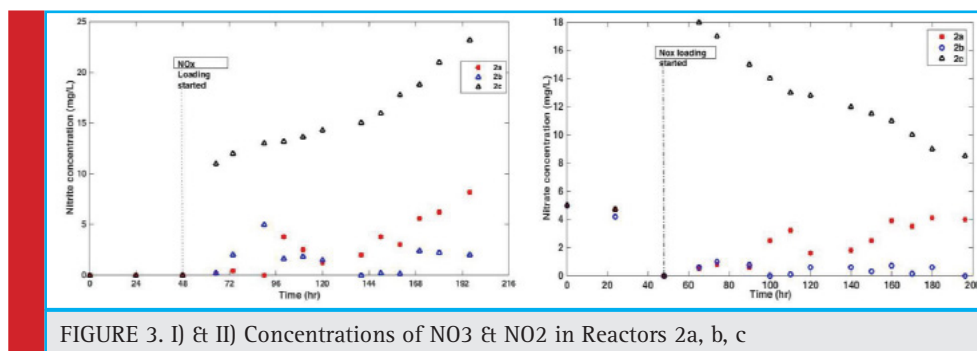 25
20
15
10
5
0
Nitrite concentration (mg/L)
NOx
Loading
started
2a
2b
2c
0 24 48 72 96 120 144 168 192 216
Time (hr)
18
16
14
12
10
8
6
4
2
0
Nitrate concentration (mg/L)
Nox loading
started
2a
2b
2c
0 20 40 60 80 100 120 140 160 180 200
Time (hr)
FIGURE 3. I) & II) Concentrations of NO3 & NO2 in Reactors 2a, b, c